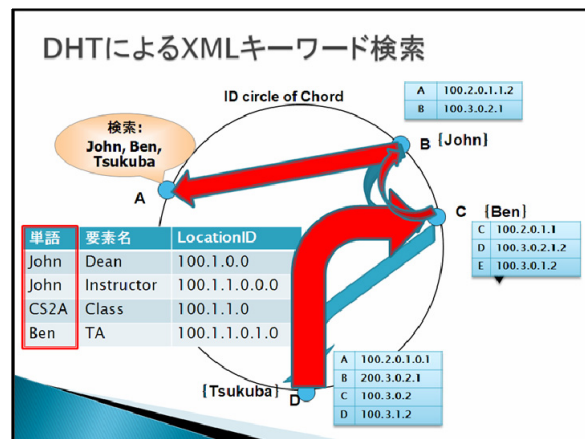 DHTによるXMLキーワード検索
ID circle of Chord
A 100.2.0.1.1.2
B 100.3.0.2.1
検索:
John, Ben,
Tsukuba
B {John}
A
C {Ben}
C 100.2.0.1.1
D 100.3.0.2.1.2
E 100.3.0.1.2
単語 要素名 LocationID
John Dean 100.1.0.0
John Instructor 100.1.1.0.0.0
CS2A Class 100.1.1.0
Ben TA 100.1.1.0.1.0
{Tsukuba}
D
A 100.2.0.1.0.1
B 200.3.0.2.1
C 100.3.0.2
D 100.3.1.2